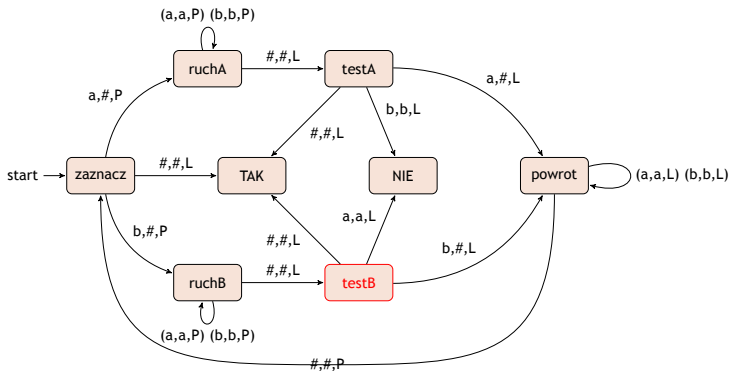 (a,a,P) (b,b,P)
ruchA
#,#,L
testA
a,#,L
a,#,P
b,b,L
#,#,L
start
zaznacz
#,#,L
TAK
NIE
powrot
(a,a,L) (b,b,L)
a,a,L
b,#,P
#,#,L
b,#,L
ruchB
#,#,L
testB
(a,a,P) (b,b,P)
#,#,P